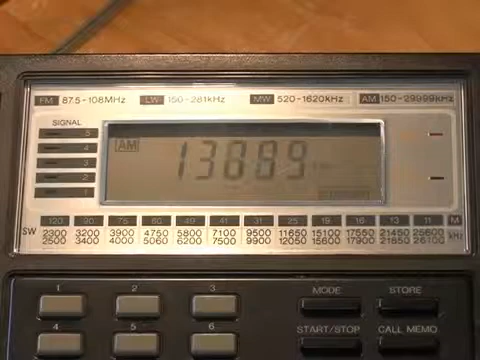 FM 87.5-108MHz LW 150-281kHz MW 520-1620kHz AM 150-29999kHz
SIGNAL
5
4
3
2
1
AM 13889
120 90 75 60 49 41 31 25 19 16 13 11 M
SW 2300 3200 3900 4750 5800 7100 9500 11650 15100 17550 21450 25600 kHz
2500 3400 4000 5060 6200 7500 9900 12050 15600 17900 21850 26100
1 2 3 MODE STORE
4 5 6 START/STOP CALL MEMO